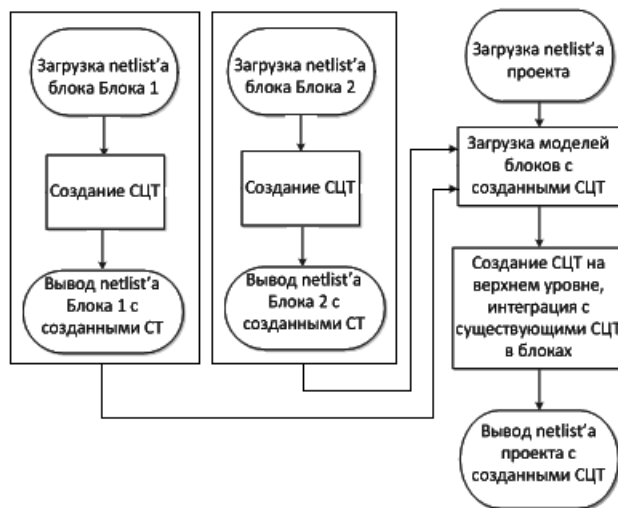 Загрузка netlist’а
блока Блока 1
Создание СЦТ
Вывод netlist’а
Блока 1 с
созданными СТ
Загрузка netlist’а
блока Блока 2
Создание СЦТ
Вывод netlist’а
Блока 2 с
созданными СТ
Загрузка netlist’а
проекта
Загрузка моделей
блоков с
созданными СЦТ
Создание СЦТ на
верхнем уровне,
интеграция с
существующими СЦТ
в блоках
Вывод netlist’а
проекта с
созданными СЦТ